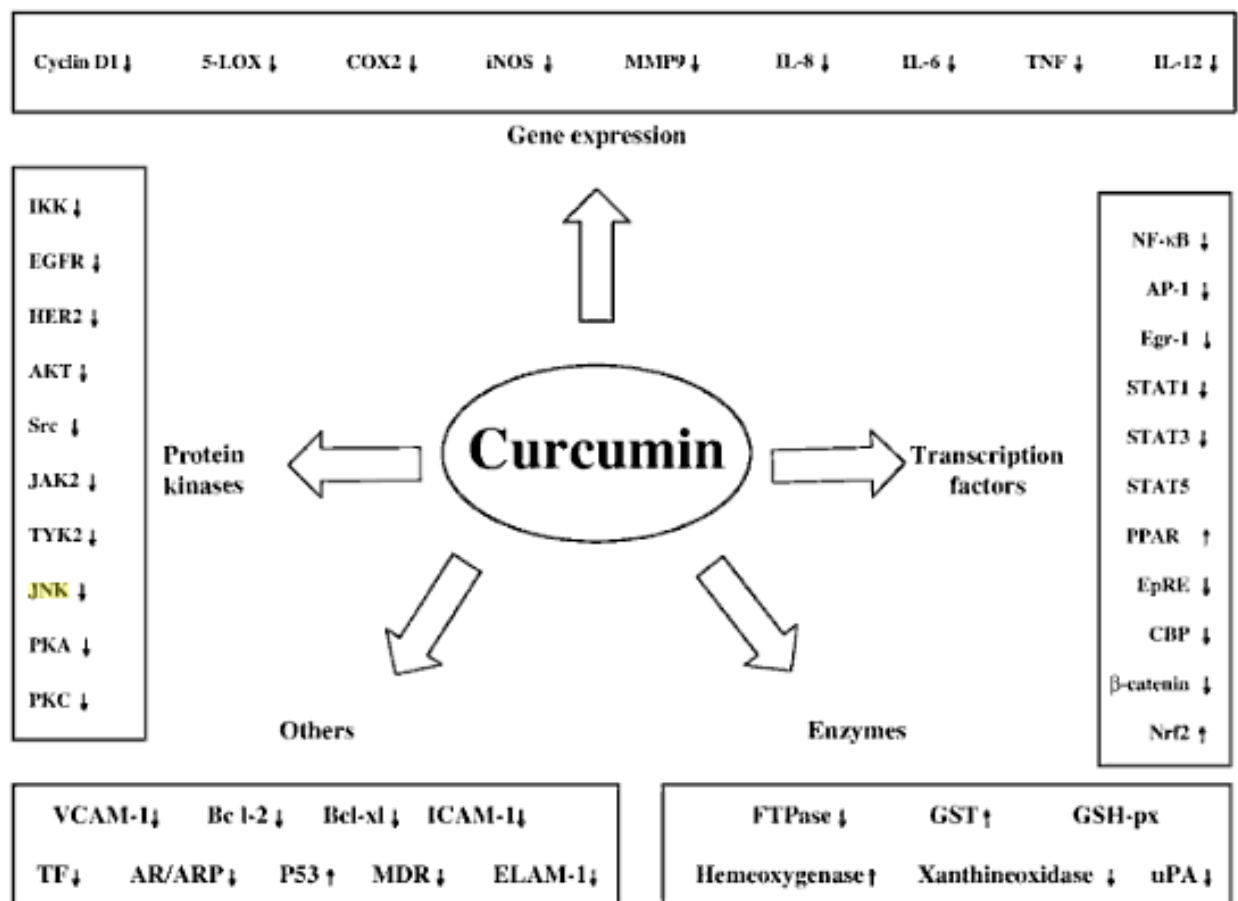 Cyclin D1↓ 5-LOX ↓ COX2 ↓ iNOS ↓ MMP9 ↓ IL-8 ↓ IL-6 ↓ TNF ↓ IL-12 ↓
Gene expression
IKK ↓
EGFR ↓
HER2 ↓
AKT ↓
Src ↓
JAK2 ↓
TYK2 ↓
JNK ↓
PKA ↓
PKC ↓
Protein
kinases
Curcumin
Transcription
factors
NF-κB ↓
AP-1 ↓
Egr-1 ↓
STAT1 ↓
STAT3 ↓
STAT5
PPAR ↑
EpRE ↓
CBP ↓
β-catenin ↓
Nrf2 ↑
Others
Enzymes
VCAM-1↓ Bc l-2 ↓ Bcl-xl ↓ ICAM-1↓
TF↓ AR/ARP ↓ P53 ↑ MDR ↓ ELAM-1↓
FTPase ↓ GST ↑ GSH-px
Hemeoxygenase↑ Xanthineoxidase ↓ uPA ↓